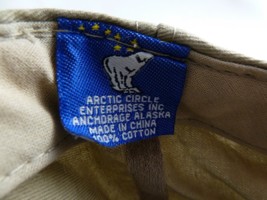 ARCTIC CIRCLE
ENTERPRISES INC
ANCHORAGE ALASKA
MADE IN CHINA
100% COTTON